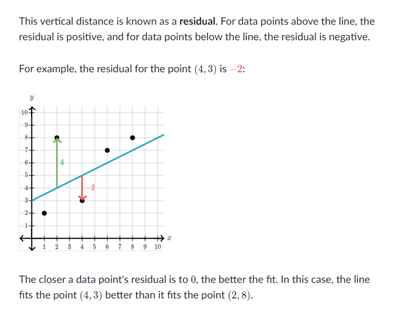 This vertical distance is known as a residual. For data points above the line, the
residual is positive, and for data points below the line, the residual is negative.
For example, the residual for the point (4, 3) is −2:
y
10
9
8
7
6
5
4
3
2
1
4
−2
1 2 3 4 5 6 7 8 9 10
x
The closer a data point's residual is to 0, the better the fit. In this case, the line
fits the point (4, 3) better than it fits the point (2, 8).